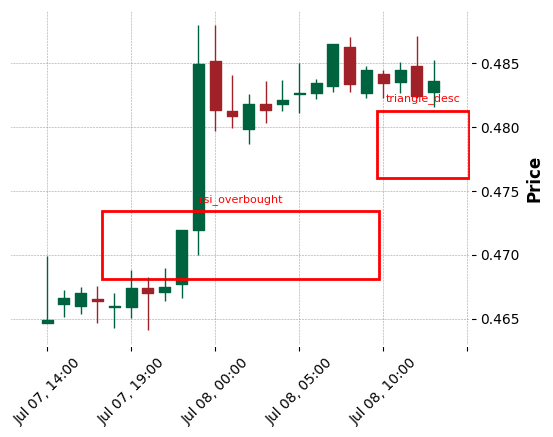 0.485
triangle_desc
0.480
0.475
rsi_overbought
0.470
0.465
Price
Jul 07, 14:00
Jul 07, 19:00
Jul 08, 00:00
Jul 08, 05:00
Jul 08, 10:00